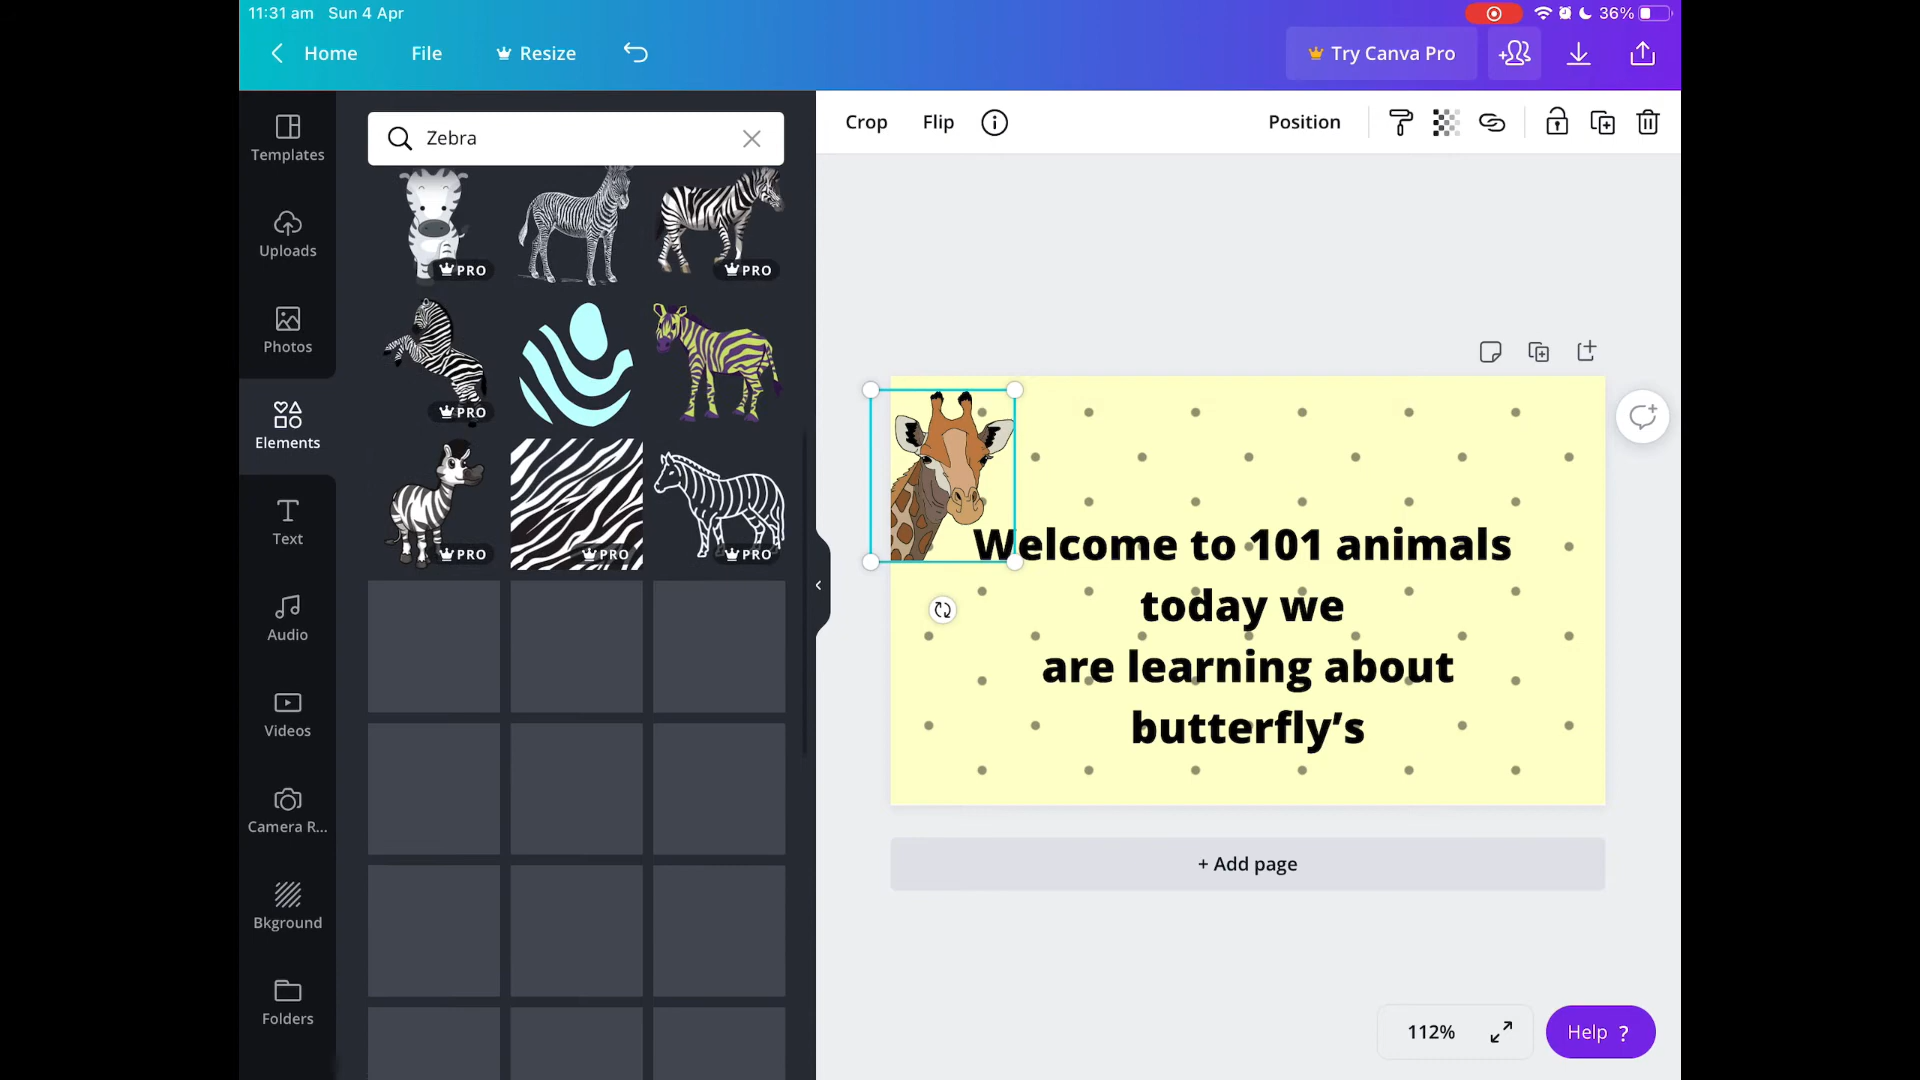 11:31 am Sun 4 Apr
36%
Home
File
Resize
Try Canva Pro
Templates
Uploads
Photos
Elements
Text
Audio
Videos
Camera R...
Bkground
Folders
Zebra
PRO
PRO
PRO
PRO
PRO
PRO
Crop
Flip
Position
Welcome to 101 animals
today we
are learning about
butterfly’s
+ Add page
112%
Help ?